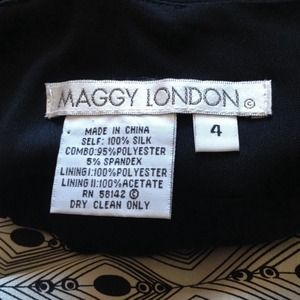 MAGGY LONDON ©
4
MADE IN CHINA
SELF: 100% SILK
COMBO:95%POLYESTER
5% SPANDEX
LINING I:100%POLYESTER
LINING II:100%ACETATE
RN 58142 ©
DRY CLEAN ONLY